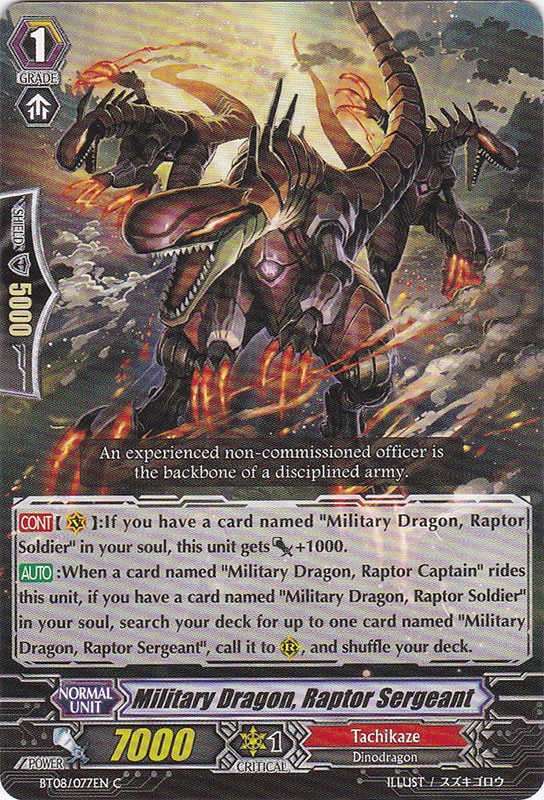 1
GRADE
SHIELD
5000
An experienced non-commissioned officer is
the backbone of a disciplined army.
CONT【 V 】:If you have a card named "Military Dragon, Raptor
Soldier" in your soul, this unit gets +1000.
AUTO :When a card named "Military Dragon, Raptor Captain" rides
this unit, if you have a card named "Military Dragon, Raptor Soldier"
in your soul, search your deck for up to one card named "Military
Dragon, Raptor Sergeant", call it to R, and shuffle your deck.
NORMAL
UNIT
Military Dragon, Raptor Sergeant
POWER
7000
1
CRITICAL
Tachikaze
Dinodragon
BT08/077EN C
ILLUST / スズキゴロウ